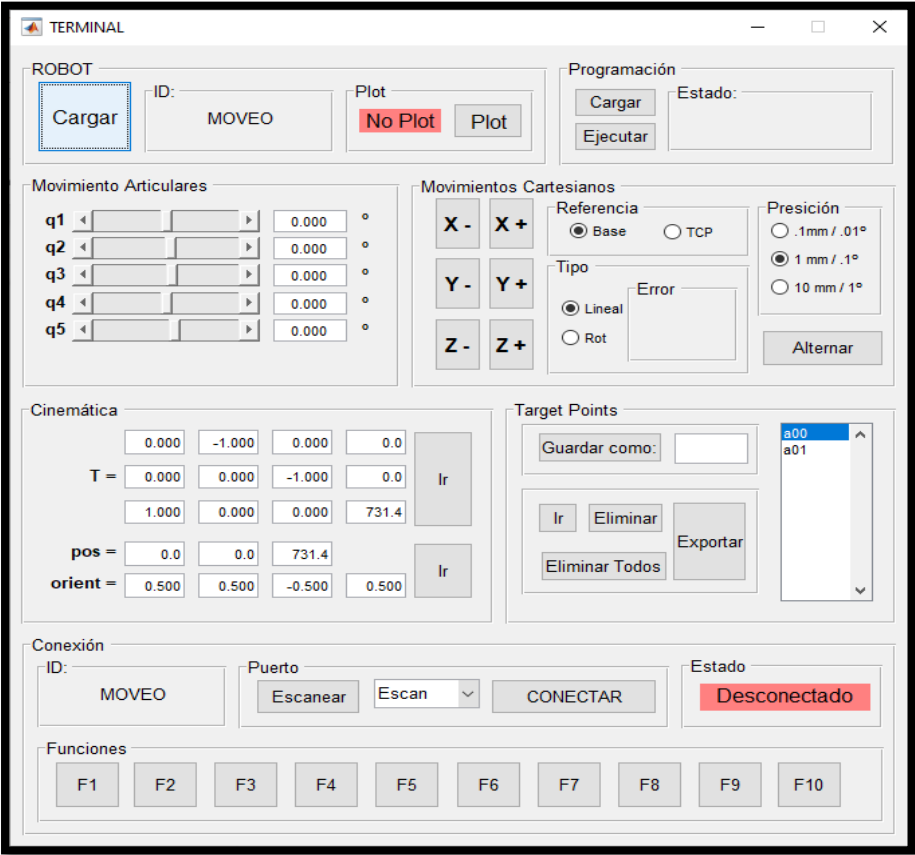 TERMINAL
ROBOT
Cargar
ID:
MOVEO
Plot
No Plot
Plot
Programación
Cargar
Ejecutar
Estado:
Movimiento Articulares
q1 0.000 º
q2 0.000 º
q3 0.000 º
q4 0.000 º
q5 0.000 º
Movimientos Cartesianos
X - X +
Y - Y +
Z - Z +
Referencia
Base TCP
Tipo
Lineal
Rot
Error
Presición
.1mm / .01º
1 mm / .1º
10 mm / 1º
Alternar
Cinemática
0.000 -1.000 0.000 0.0
T = 0.000 0.000 -1.000 0.0
1.000 0.000 0.000 731.4
Ir
pos = 0.0 0.0 731.4
orient = 0.500 0.500 -0.500 0.500
Ir
Target Points
Guardar como:
Ir Eliminar
Eliminar Todos
Exportar
a00
a01
Conexión
ID:
MOVEO
Puerto
Escanear Escan CONECTAR
Estado
Desconectado
Funciones
F1 F2 F3 F4 F5 F6 F7 F8 F9 F10